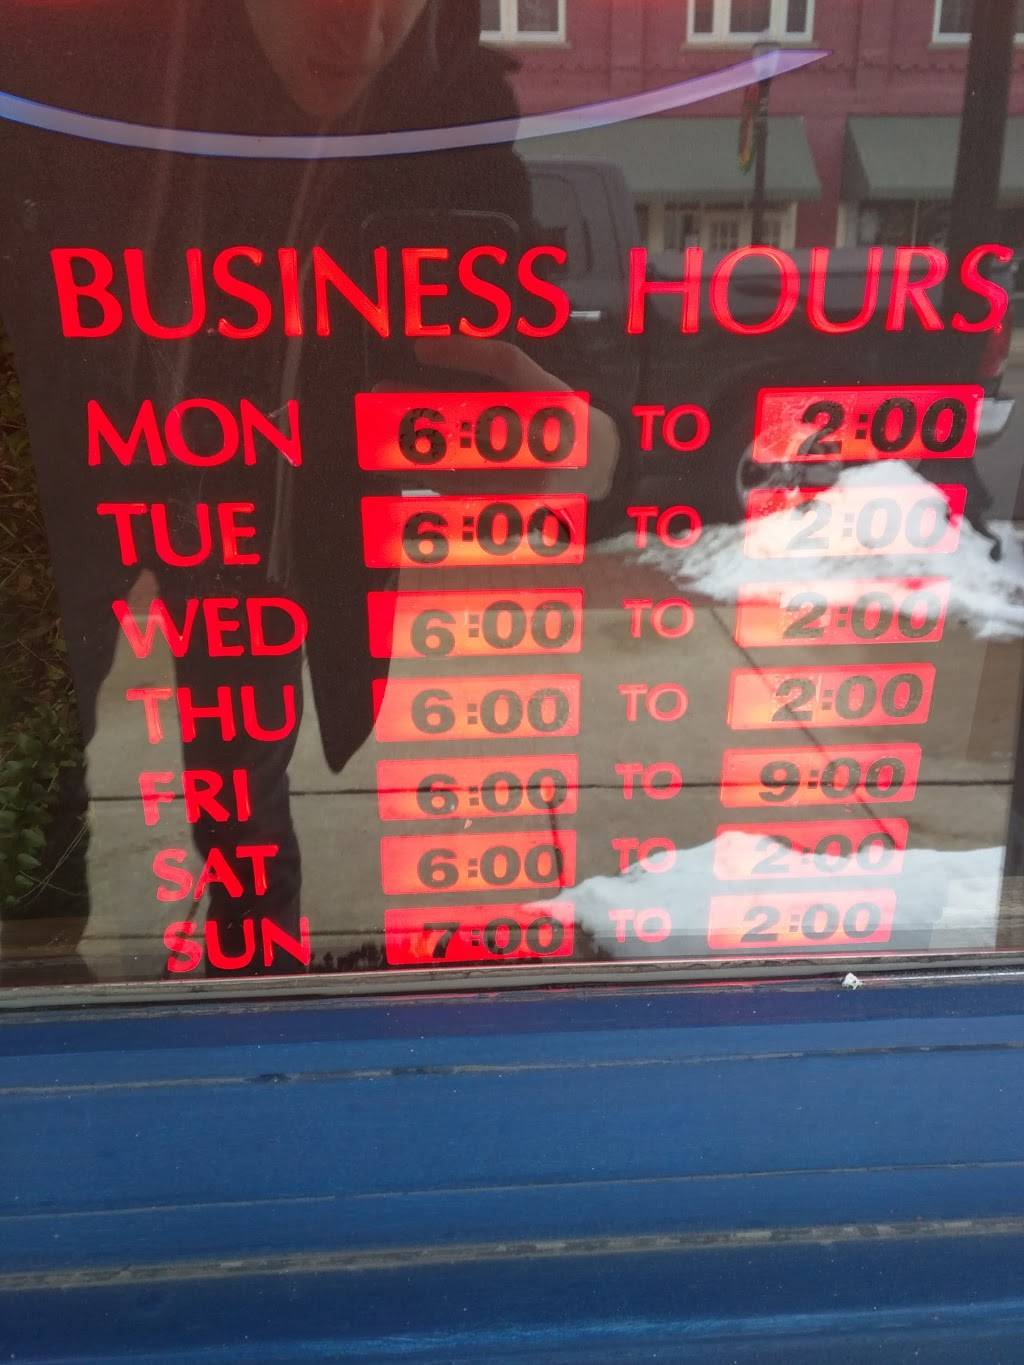 BUSINESS HOURS
MON 6:00 TO 2:00
TUE 6:00 TO 2:00
WED 6:00 TO 2:00
THU 6:00 TO 2:00
FRI 6:00 TO 9:00
SAT 6:00 TO 2:00
SUN 7:00 TO 2:00